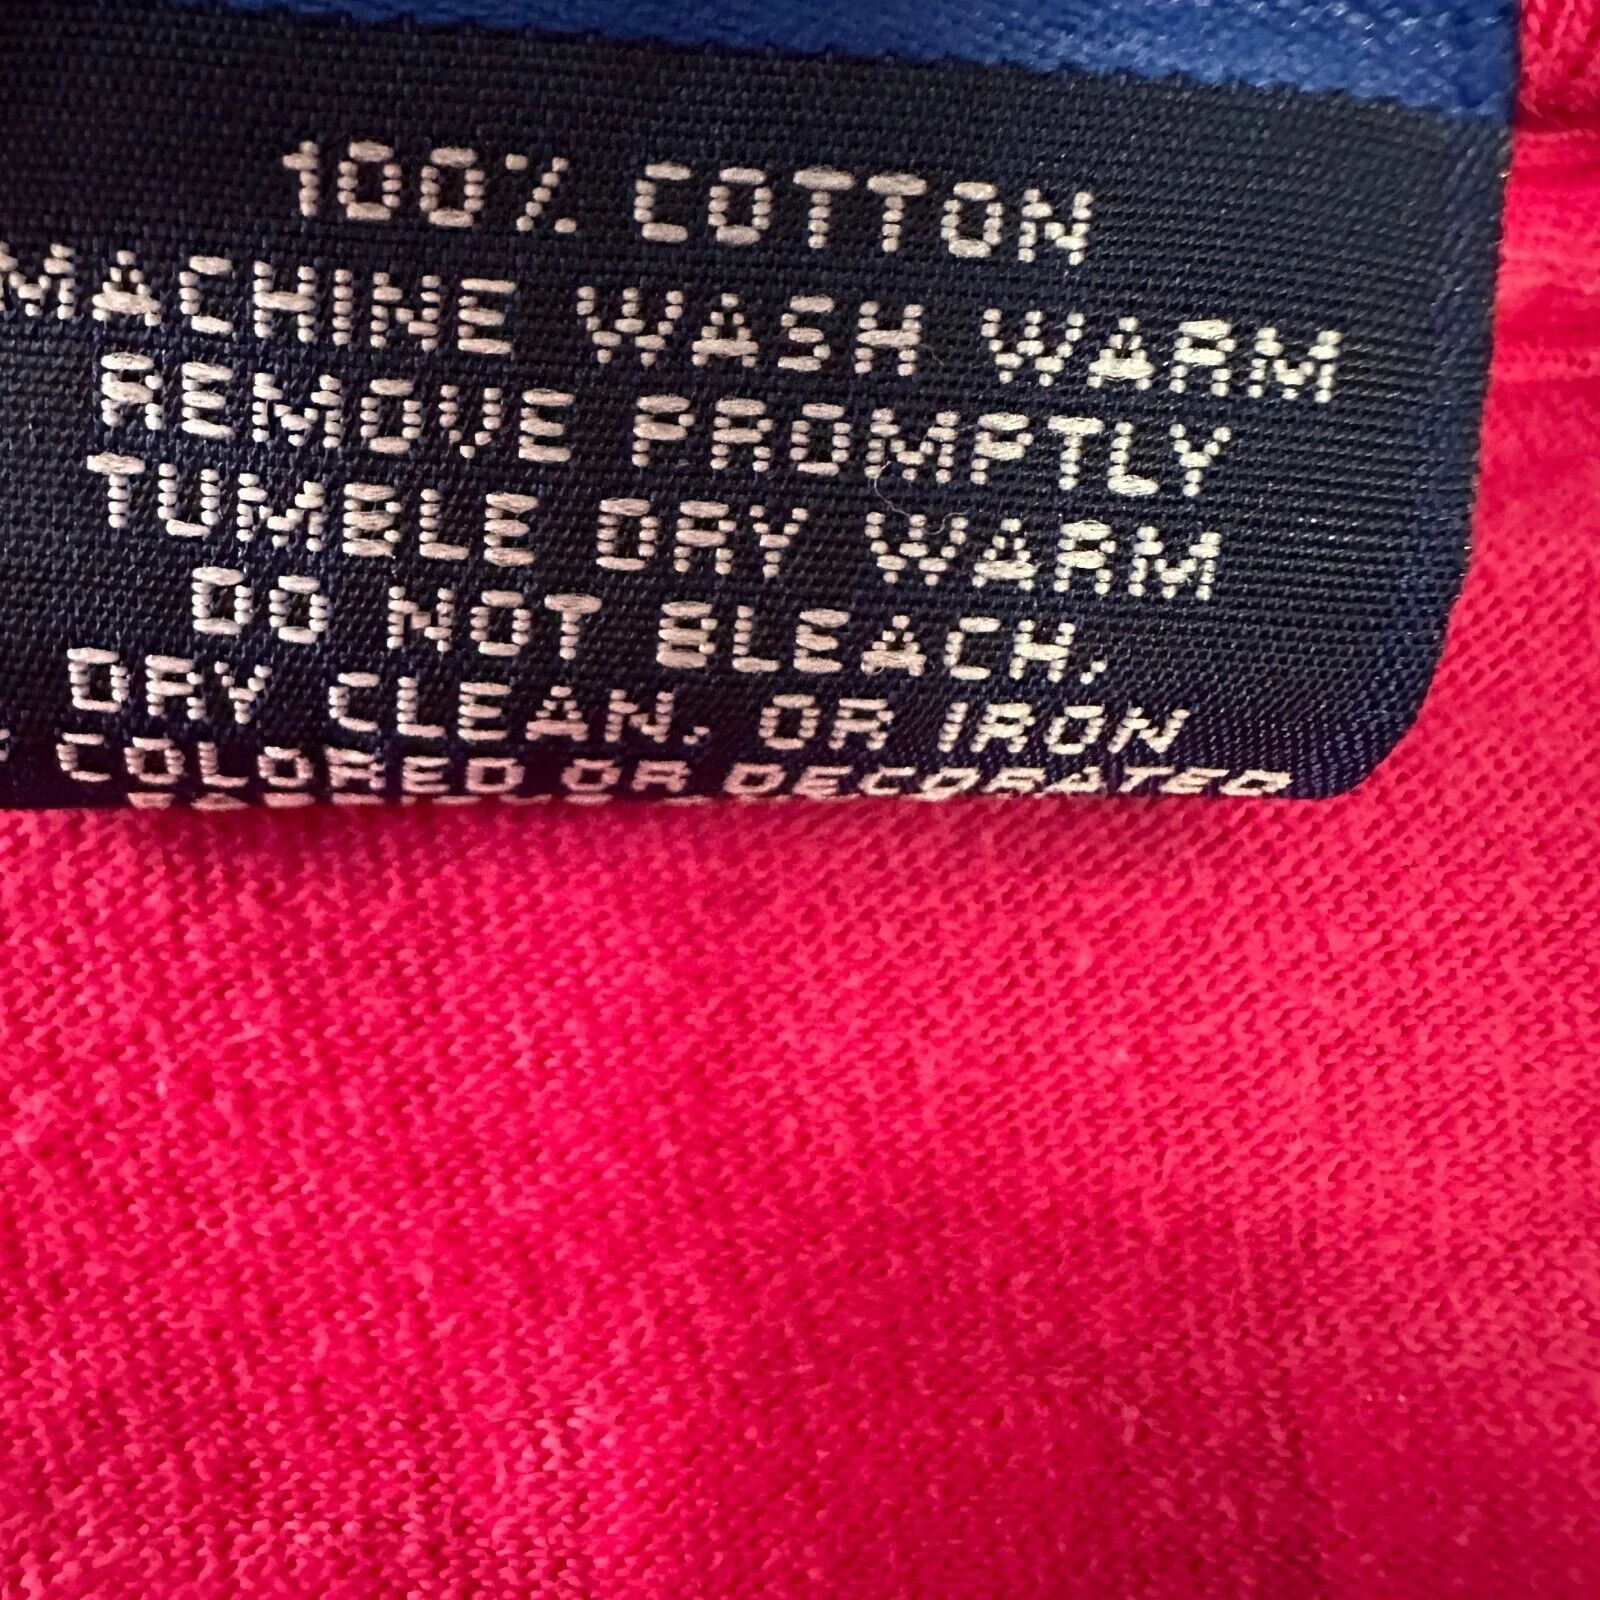 100% COTTON
MACHINE WASH WARM
REMOVE PROMPTLY
TUMBLE DRY WARM
DO NOT BLEACH,
DRY CLEAN, OR IRON
COLORED OR DECORATED